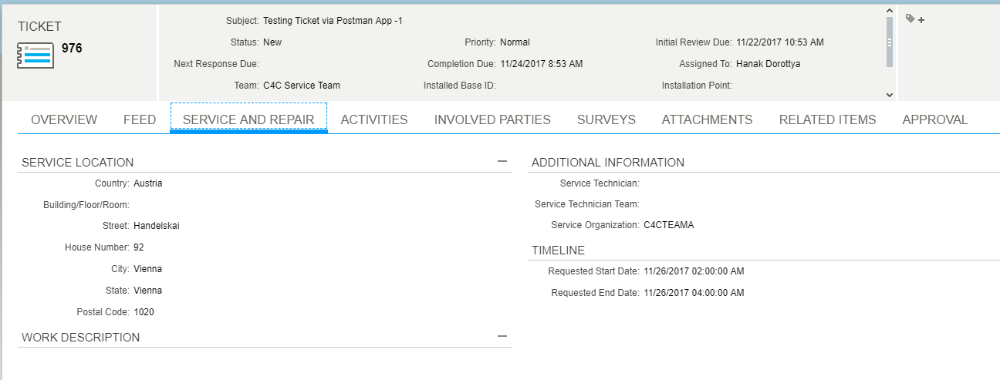 TICKET
976
Subject: Testing Ticket via Postman App -1
Status: New Priority: Normal Initial Review Due: 11/22/2017 10:53 AM
Next Response Due: Completion Due: 11/24/2017 8:53 AM Assigned To: Hanak Dorottya
Team: C4C Service Team Installed Base ID: Installation Point:
OVERVIEW FEED SERVICE AND REPAIR ACTIVITIES INVOLVED PARTIES SURVEYS ATTACHMENTS RELATED ITEMS APPROVAL
SERVICE LOCATION
Country: Austria
Building/Floor/Room:
Street: Handelskai
House Number: 92
City: Vienna
State: Vienna
Postal Code: 1020
WORK DESCRIPTION
ADDITIONAL INFORMATION
Service Technician:
Service Technician Team:
Service Organization: C4CTEAMA
TIMELINE
Requested Start Date: 11/26/2017 02:00:00 AM
Requested End Date: 11/26/2017 04:00:00 AM